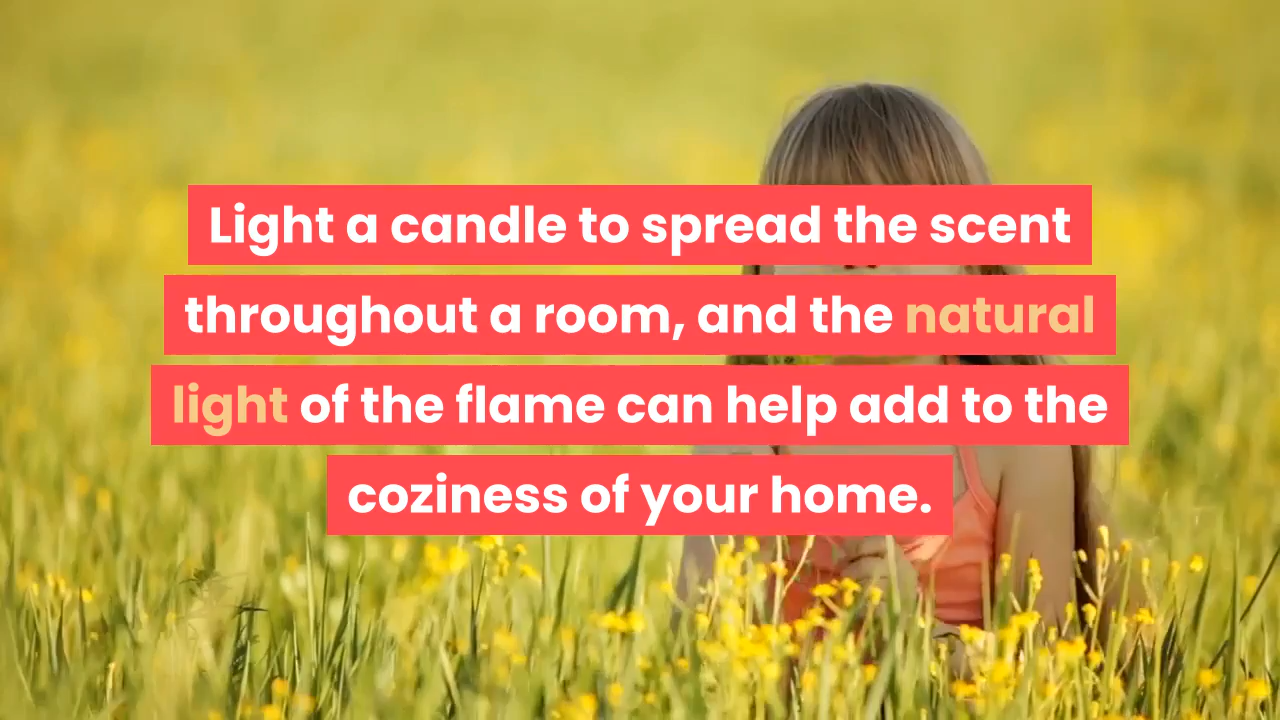 Light a candle to spread the scent
throughout a room, and the natural
light of the flame can help add to the
coziness of your home.